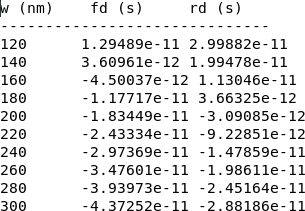 w (nm) fd (s) rd (s)
-----------------------------
120 1.29489e-11 2.99882e-11
140 3.60961e-12 1.99478e-11
160 -4.50037e-12 1.13046e-11
180 -1.17717e-11 3.66325e-12
200 -1.83449e-11 -3.09085e-12
220 -2.43334e-11 -9.22851e-12
240 -2.97369e-11 -1.47859e-11
260 -3.47601e-11 -1.98611e-11
280 -3.93973e-11 -2.45164e-11
300 -4.37252e-11 -2.88186e-11